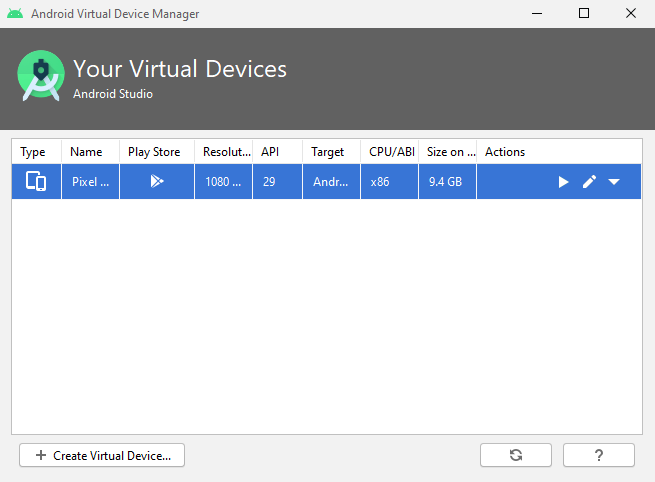 Android Virtual Device Manager
Your Virtual Devices
Android Studio
Type Name Play Store Resolut... API Target CPU/ABI Size on ... Actions
Pixel ... 1080 ... 29 Andr... x86 9.4 GB
+ Create Virtual Device... ?